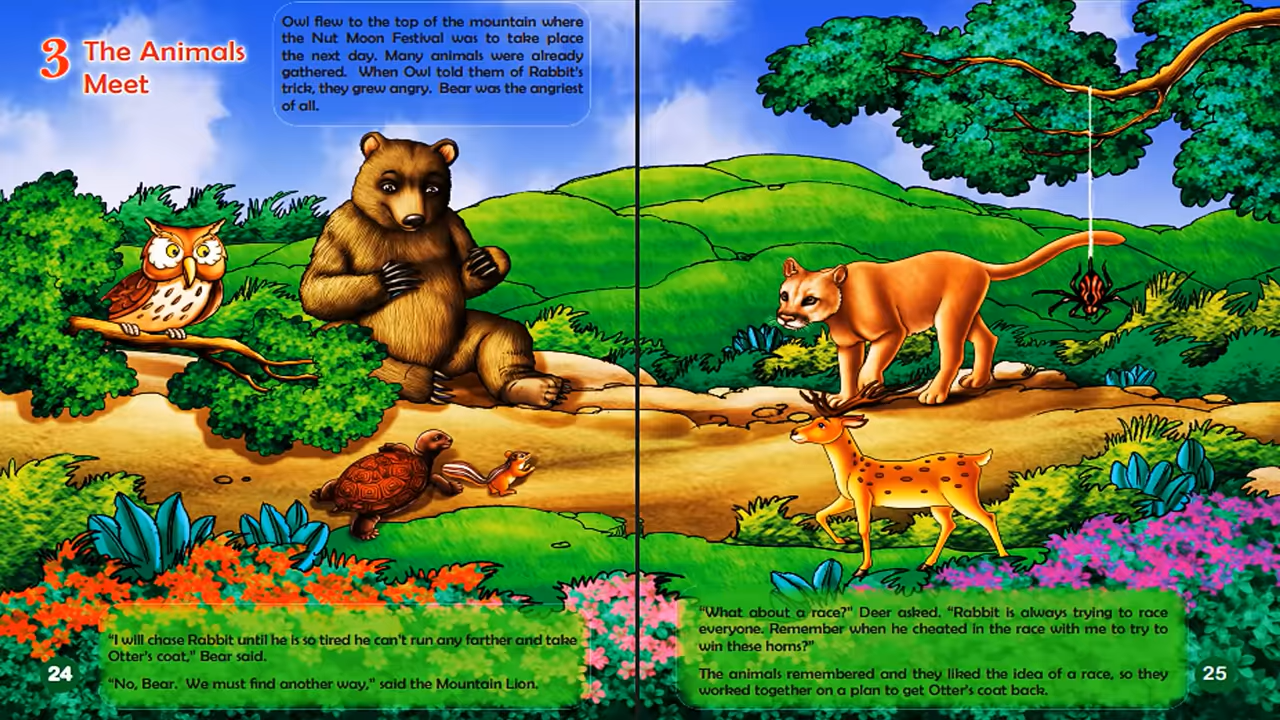 3 The Animals
Meet
Owl flew to the top of the mountain where
the Nut Moon Festival was to take place
the next day. Many animals were already
gathered. When Owl told them of Rabbit's
trick, they grew angry. Bear was the angriest
of all.
"I will chase Rabbit until he is so tired he can't run any farther and take
Otter's coat," Bear said.
"No, Bear. We must find another way," said the Mountain Lion.
24
"What about a race?" Deer asked. "Rabbit is always trying to race
everyone. Remember when he cheated in the race with me to try to
win these horns?"
The animals remembered and they liked the idea of a race, so they
worked together on a plan to get Otter's coat back.
25